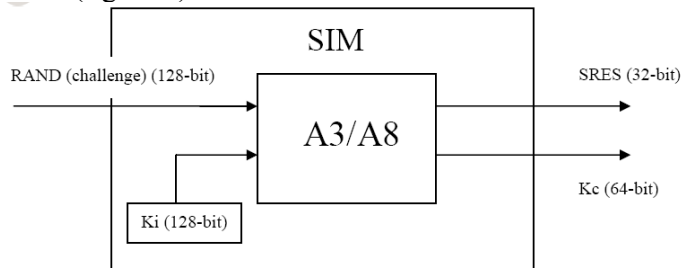 SIM
RAND (challenge) (128-bit)
SRES (32-bit)
A3/A8
Kc (64-bit)
Ki (128-bit)